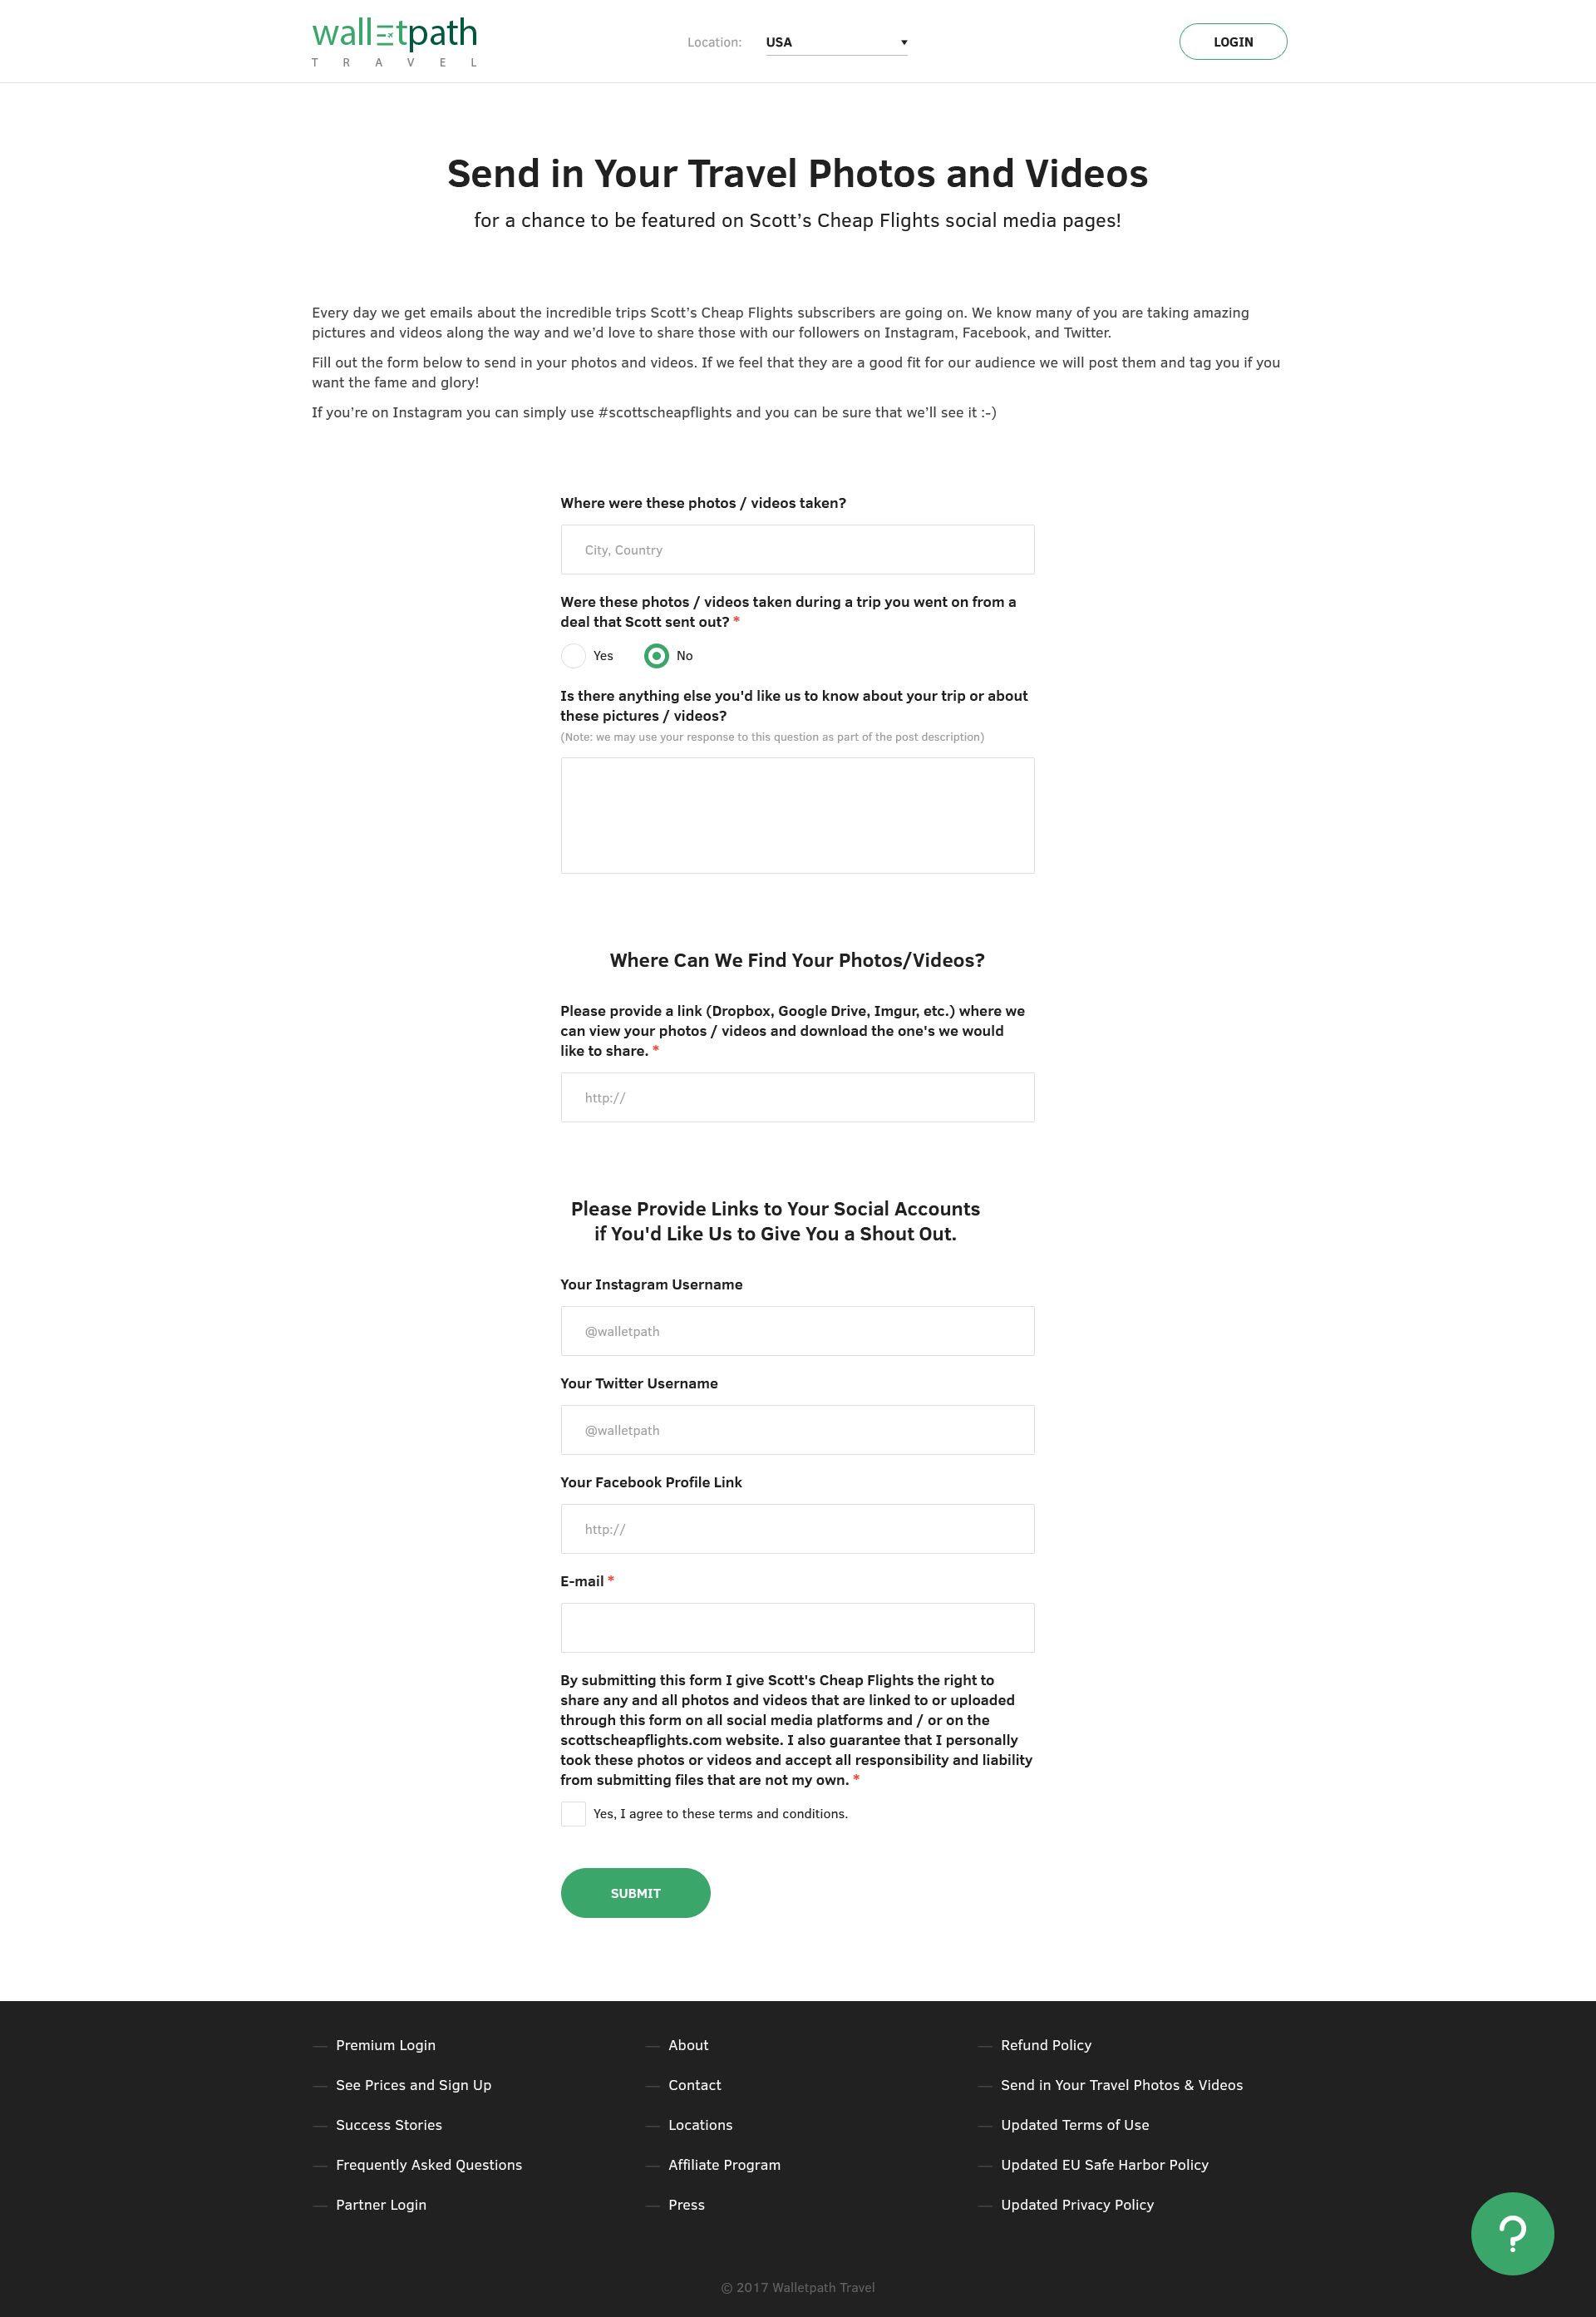 walletpath
TRAVEL
Location: USA
LOGIN
Send in Your Travel Photos and Videos
for a chance to be featured on Scott’s Cheap Flights social media pages!
Every day we get emails about the incredible trips Scott’s Cheap Flights subscribers are going on. We know many of you are taking amazing
pictures and videos along the way and we’d love to share those with our followers on Instagram, Facebook, and Twitter.
Fill out the form below to send in your photos and videos. If we feel that they are a good fit for our audience we will post them and tag you if you
want the fame and glory!
If you’re on Instagram you can simply use #scottscheapflights and you can be sure that we’ll see it :-)
Where were these photos / videos taken?
City, Country
Were these photos / videos taken during a trip you went on from a
deal that Scott sent out? *
Yes No
Is there anything else you'd like us to know about your trip or about
these pictures / videos?
(Note: we may use your response to this question as part of the post description)
Where Can We Find Your Photos/Videos?
Please provide a link (Dropbox, Google Drive, Imgur, etc.) where we
can view your photos / videos and download the one's we would
like to share. *
http://
Please Provide Links to Your Social Accounts
if You'd Like Us to Give You a Shout Out.
Your Instagram Username
@walletpath
Your Twitter Username
@walletpath
Your Facebook Profile Link
http://
E-mail *
By submitting this form I give Scott's Cheap Flights the right to
share any and all photos and videos that are linked to or uploaded
through this form on all social media platforms and / or on the
scottscheapflights.com website. I also guarantee that I personally
took these photos or videos and accept all responsibility and liability
from submitting files that are not my own. *
Yes, I agree to these terms and conditions.
SUBMIT
— Premium Login
— See Prices and Sign Up
— Success Stories
— Frequently Asked Questions
— Partner Login
— About
— Contact
— Locations
— Affiliate Program
— Press
— Refund Policy
— Send in Your Travel Photos & Videos
— Updated Terms of Use
— Updated EU Safe Harbor Policy
— Updated Privacy Policy
?
© 2017 Walletpath Travel